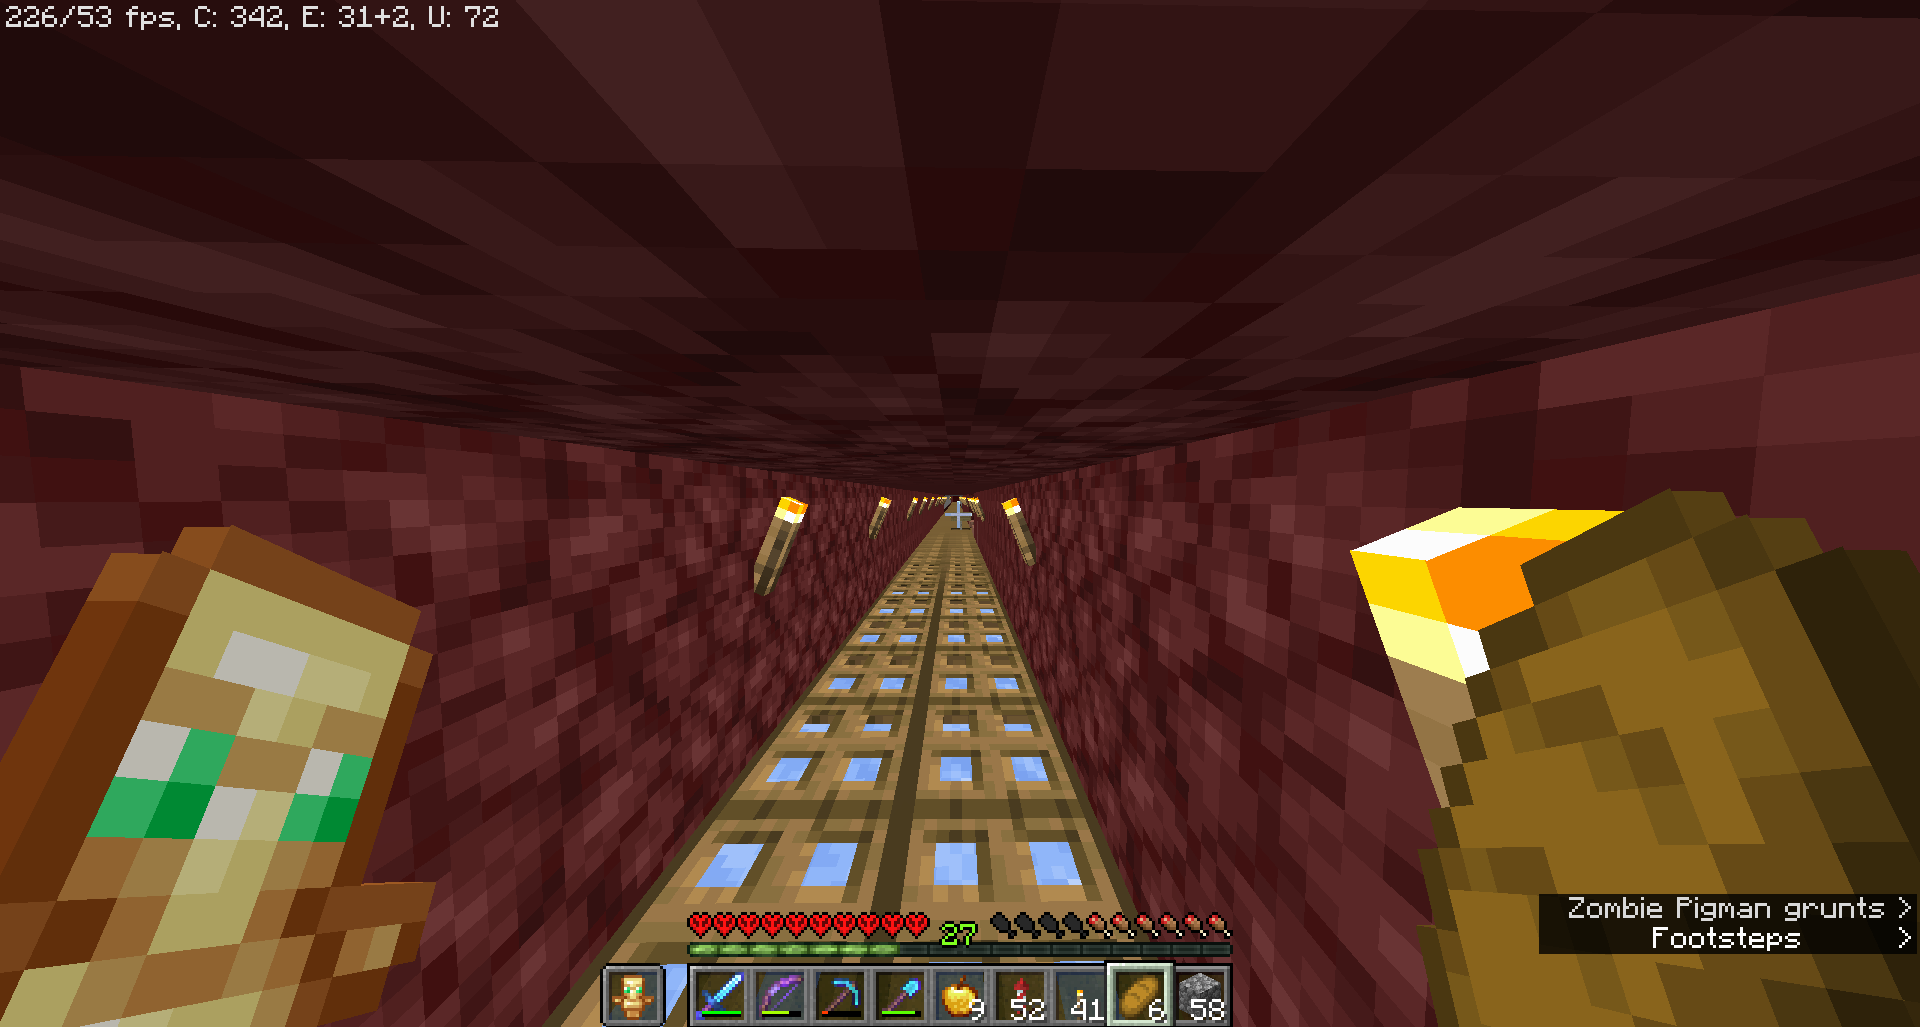 226/53 fps, C: 342, E: 31+2, U: 72
Zombie Pigman grunts >
Footsteps >
27
9 52 41 6 58